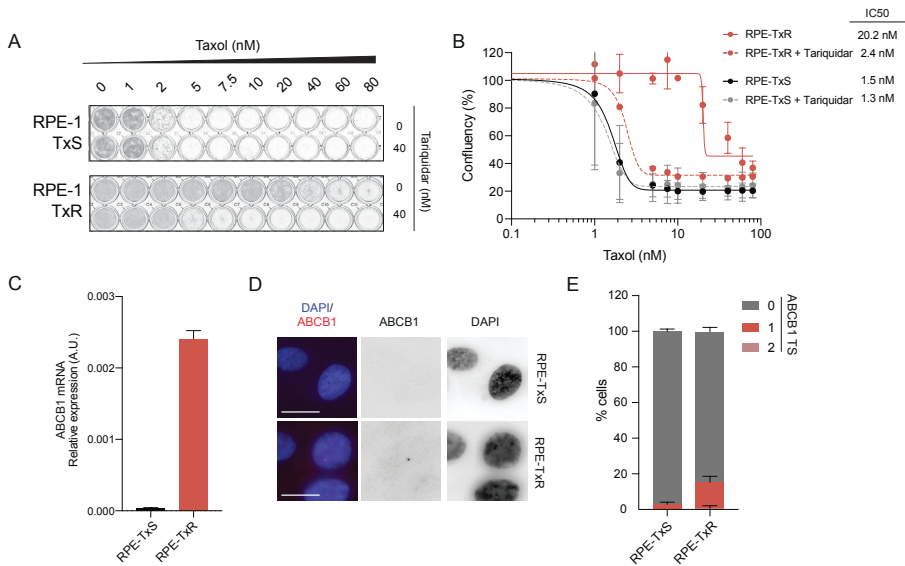 A
Taxol (nM)
0 1 2 5 7.5 10 20 40 60 80
RPE-1
TxS
0
40
RPE-1
TxR
0
40
Tariquidar (nM)
B
IC50
RPE-TxR 20.2 nM
RPE-TxR + Tariquidar 2.4 nM
RPE-TxS 1.5 nM
RPE-TxS + Tariquidar 1.3 nM
Confluency (%)
120
100
80
60
40
20
0
0.1 1 10 100
Taxol (nM)
C
ABCB1 mRNA
Relative expression (A.U.)
0.003
0.002
0.001
0.000
RPE-TxS
RPE-TxR
D
DAPI/
ABCB1
ABCB1
DAPI
RPE-TxS
RPE-TxR
E
0
1
2
ABCB1 TS
% cells
120
100
80
60
40
20
0
RPE-TxS
RPE-TxR